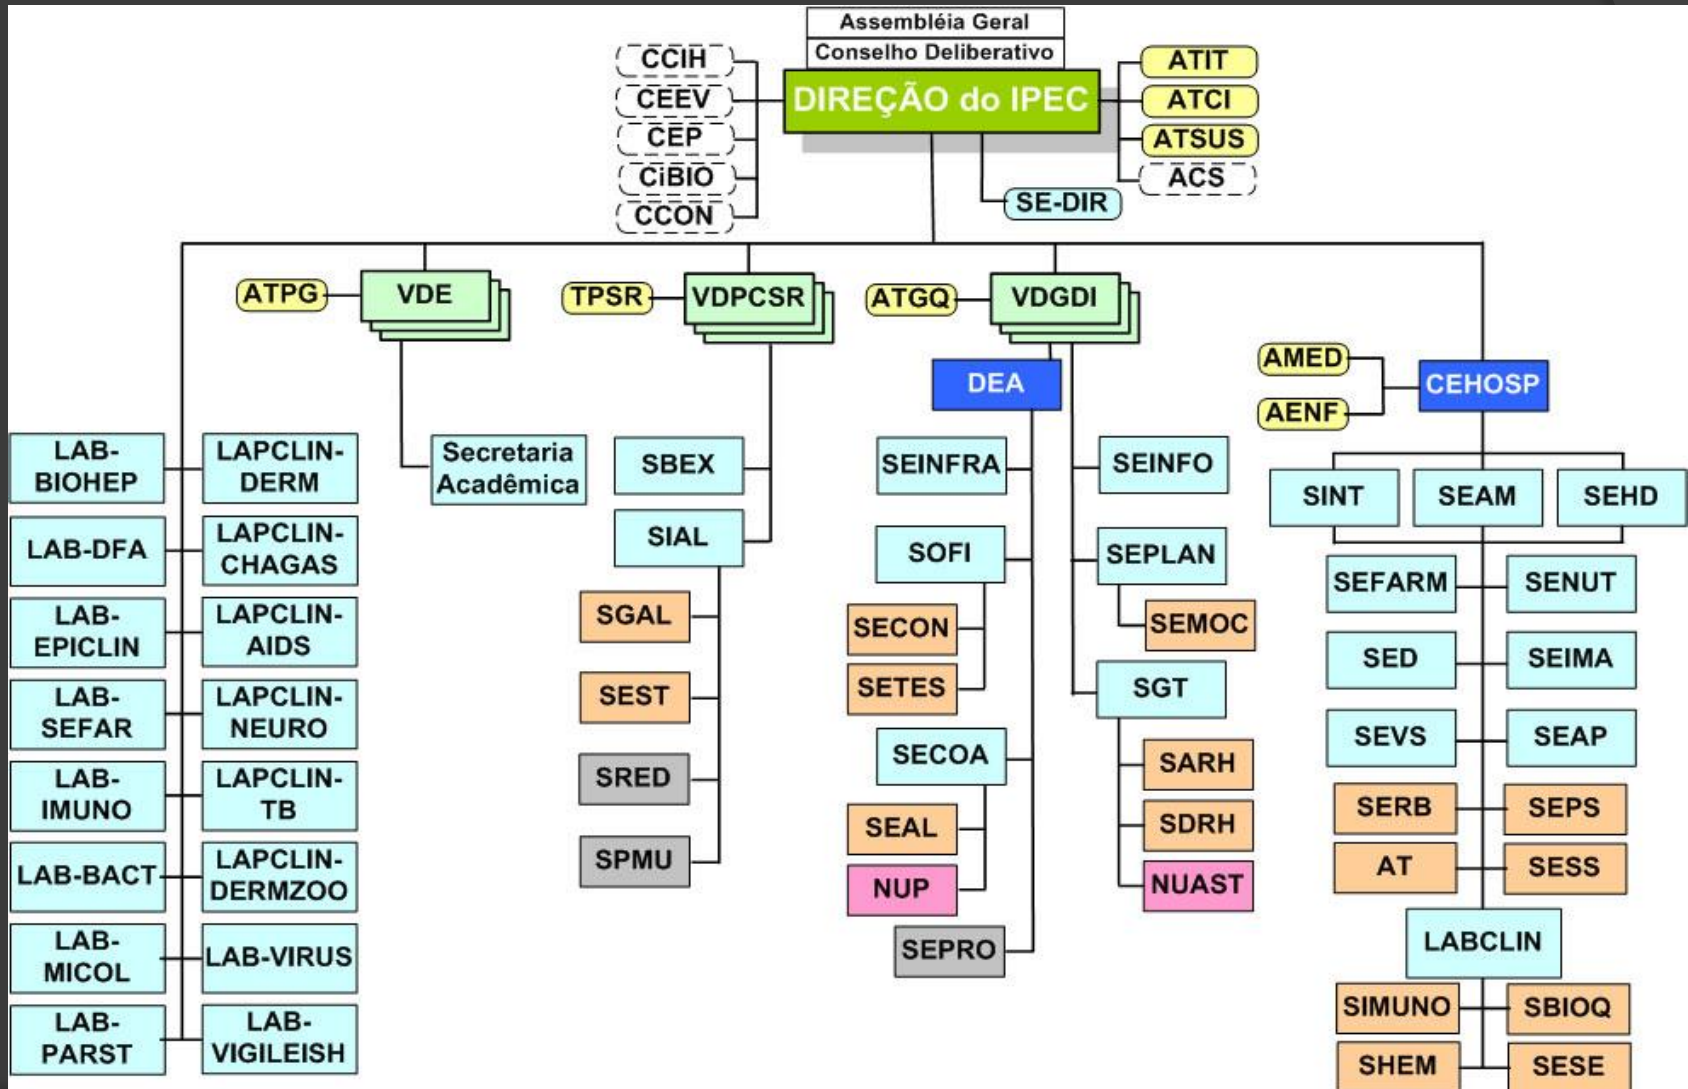 Assembléia Geral
Conselho Deliberativo
DIREÇÃO do IPEC
CCIH
CEEV
CEP
CiBIO
CCON
ATIT
ATCI
ATSUS
ACS
SE-DIR
ATPG
VDE
TPSR
VDPCSR
ATGQ
VDGDI
DEA
AMED
AENF
CEHOSP
LAB-
BIOHEP
LAPCLIN-
DERM
LAB-DFA
LAPCLIN-
CHAGAS
LAB-
EPICLIN
LAPCLIN-
AIDS
LAB-
SEFAR
LAPCLIN-
NEURO
LAB-
IMUNO
LAPCLIN-
TB
LAB-BACT
LAPCLIN-
DERMZOO
LAB-
MICOL
LAB-VIRUS
LAB-
PARST
LAB-
VIGILEISH
Secretaria
Acadêmica
SBEX
SIAL
SGAL
SEST
SRED
SPMU
SEINFRA
SOFI
SECON
SETES
SECOA
SEAL
NUP
SEPRO
SEINFO
SEPLAN
SEMOC
SGT
SARH
SDRH
NUAST
SINT
SEAM
SEHD
SEFARM
SENUT
SED
SEIMA
SEVS
SEAP
SERB
SEPS
AT
SESS
LABCLIN
SIMUNO
SBIOQ
SHEM
SESE